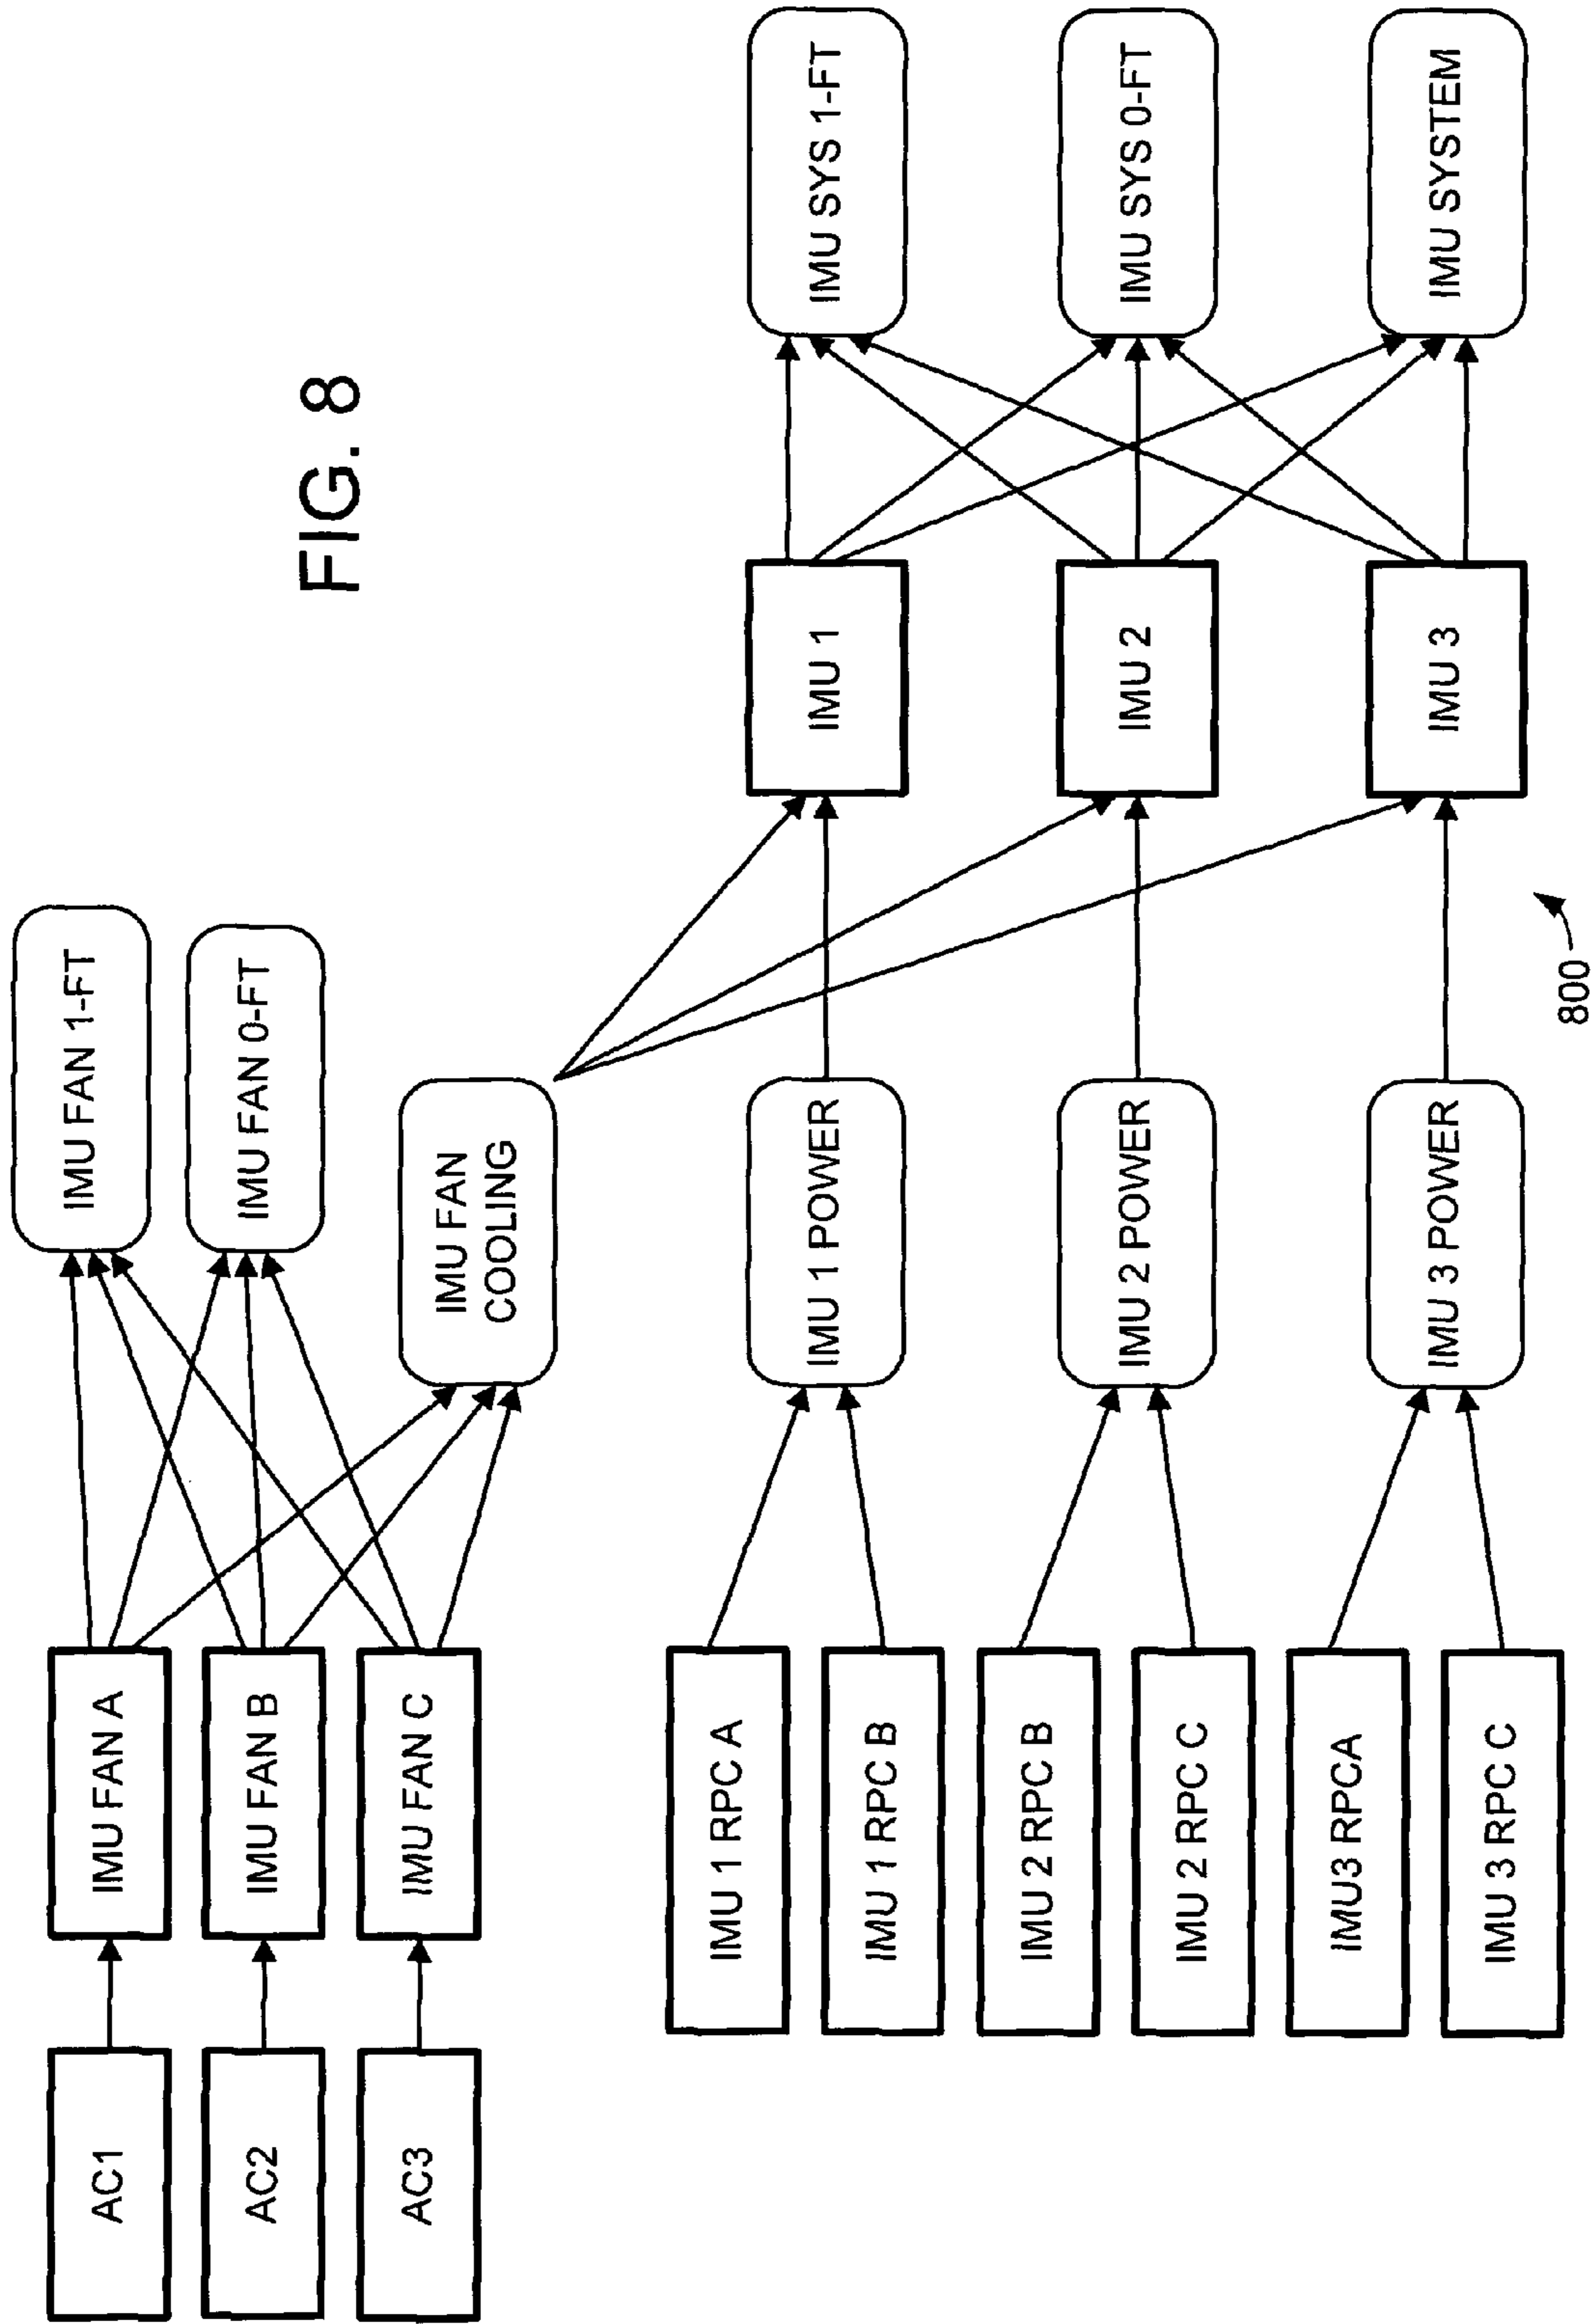 FIG. 8
AC1
AC2
AC3
IMU FAN A
IMU FAN B
IMU FAN C
IMU FAN 1-FT
IMU FAN 0-FT
IMU FAN
COOLING
IMU 1 RPC A
IMU 1 RPC B
IMU 2 RPC B
IMU 2 RPC C
IMU3 RPCA
IMU 3 RPC C
IMU 1 POWER
IMU 2 POWER
IMU 3 POWER
IMU 1
IMU 2
IMU 3
IMU SYS 1-FT
IMU SYS 0-FT
IMU SYSTEM
800